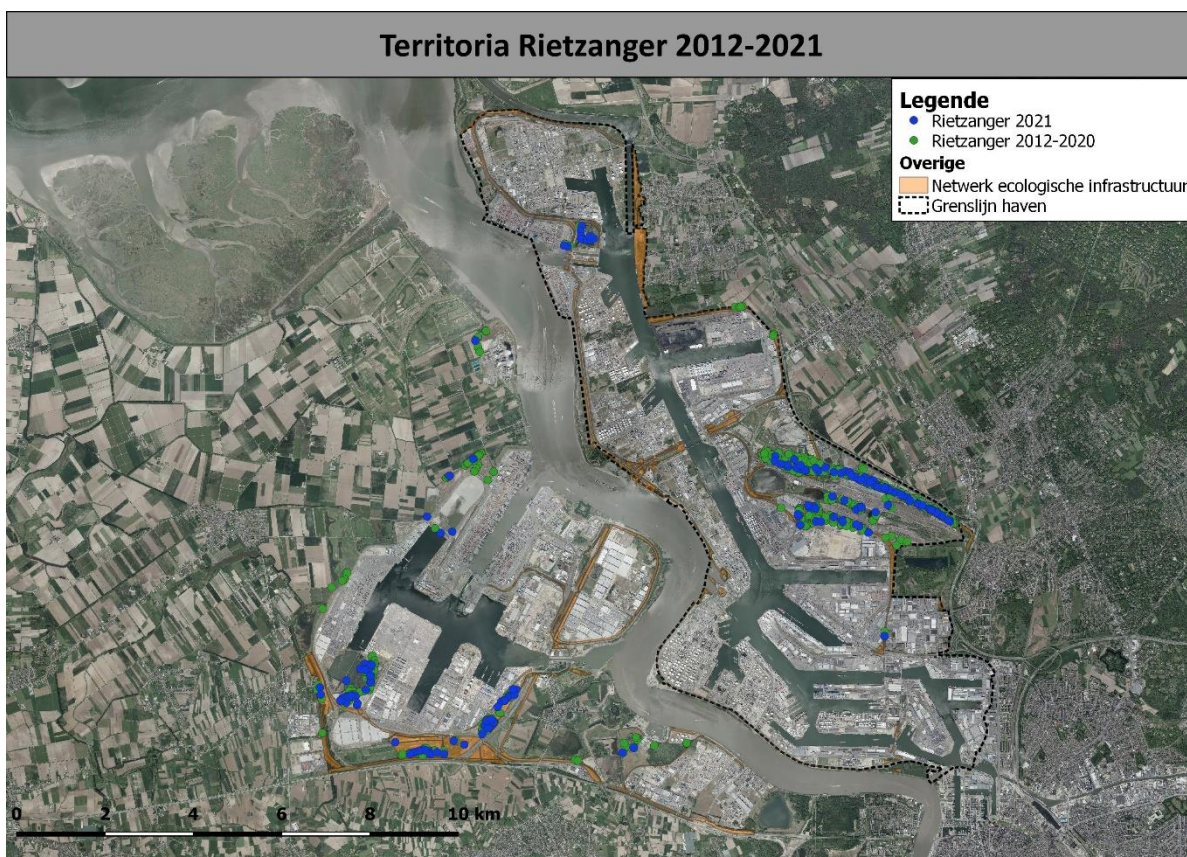 Territoria Rietzanger 2012-2021
Legende
Rietzanger 2021
Rietzanger 2012-2020
Overige
Netwerk ecologische infrastructuur
Grenslijn haven
0 2 4 6 8 10 km